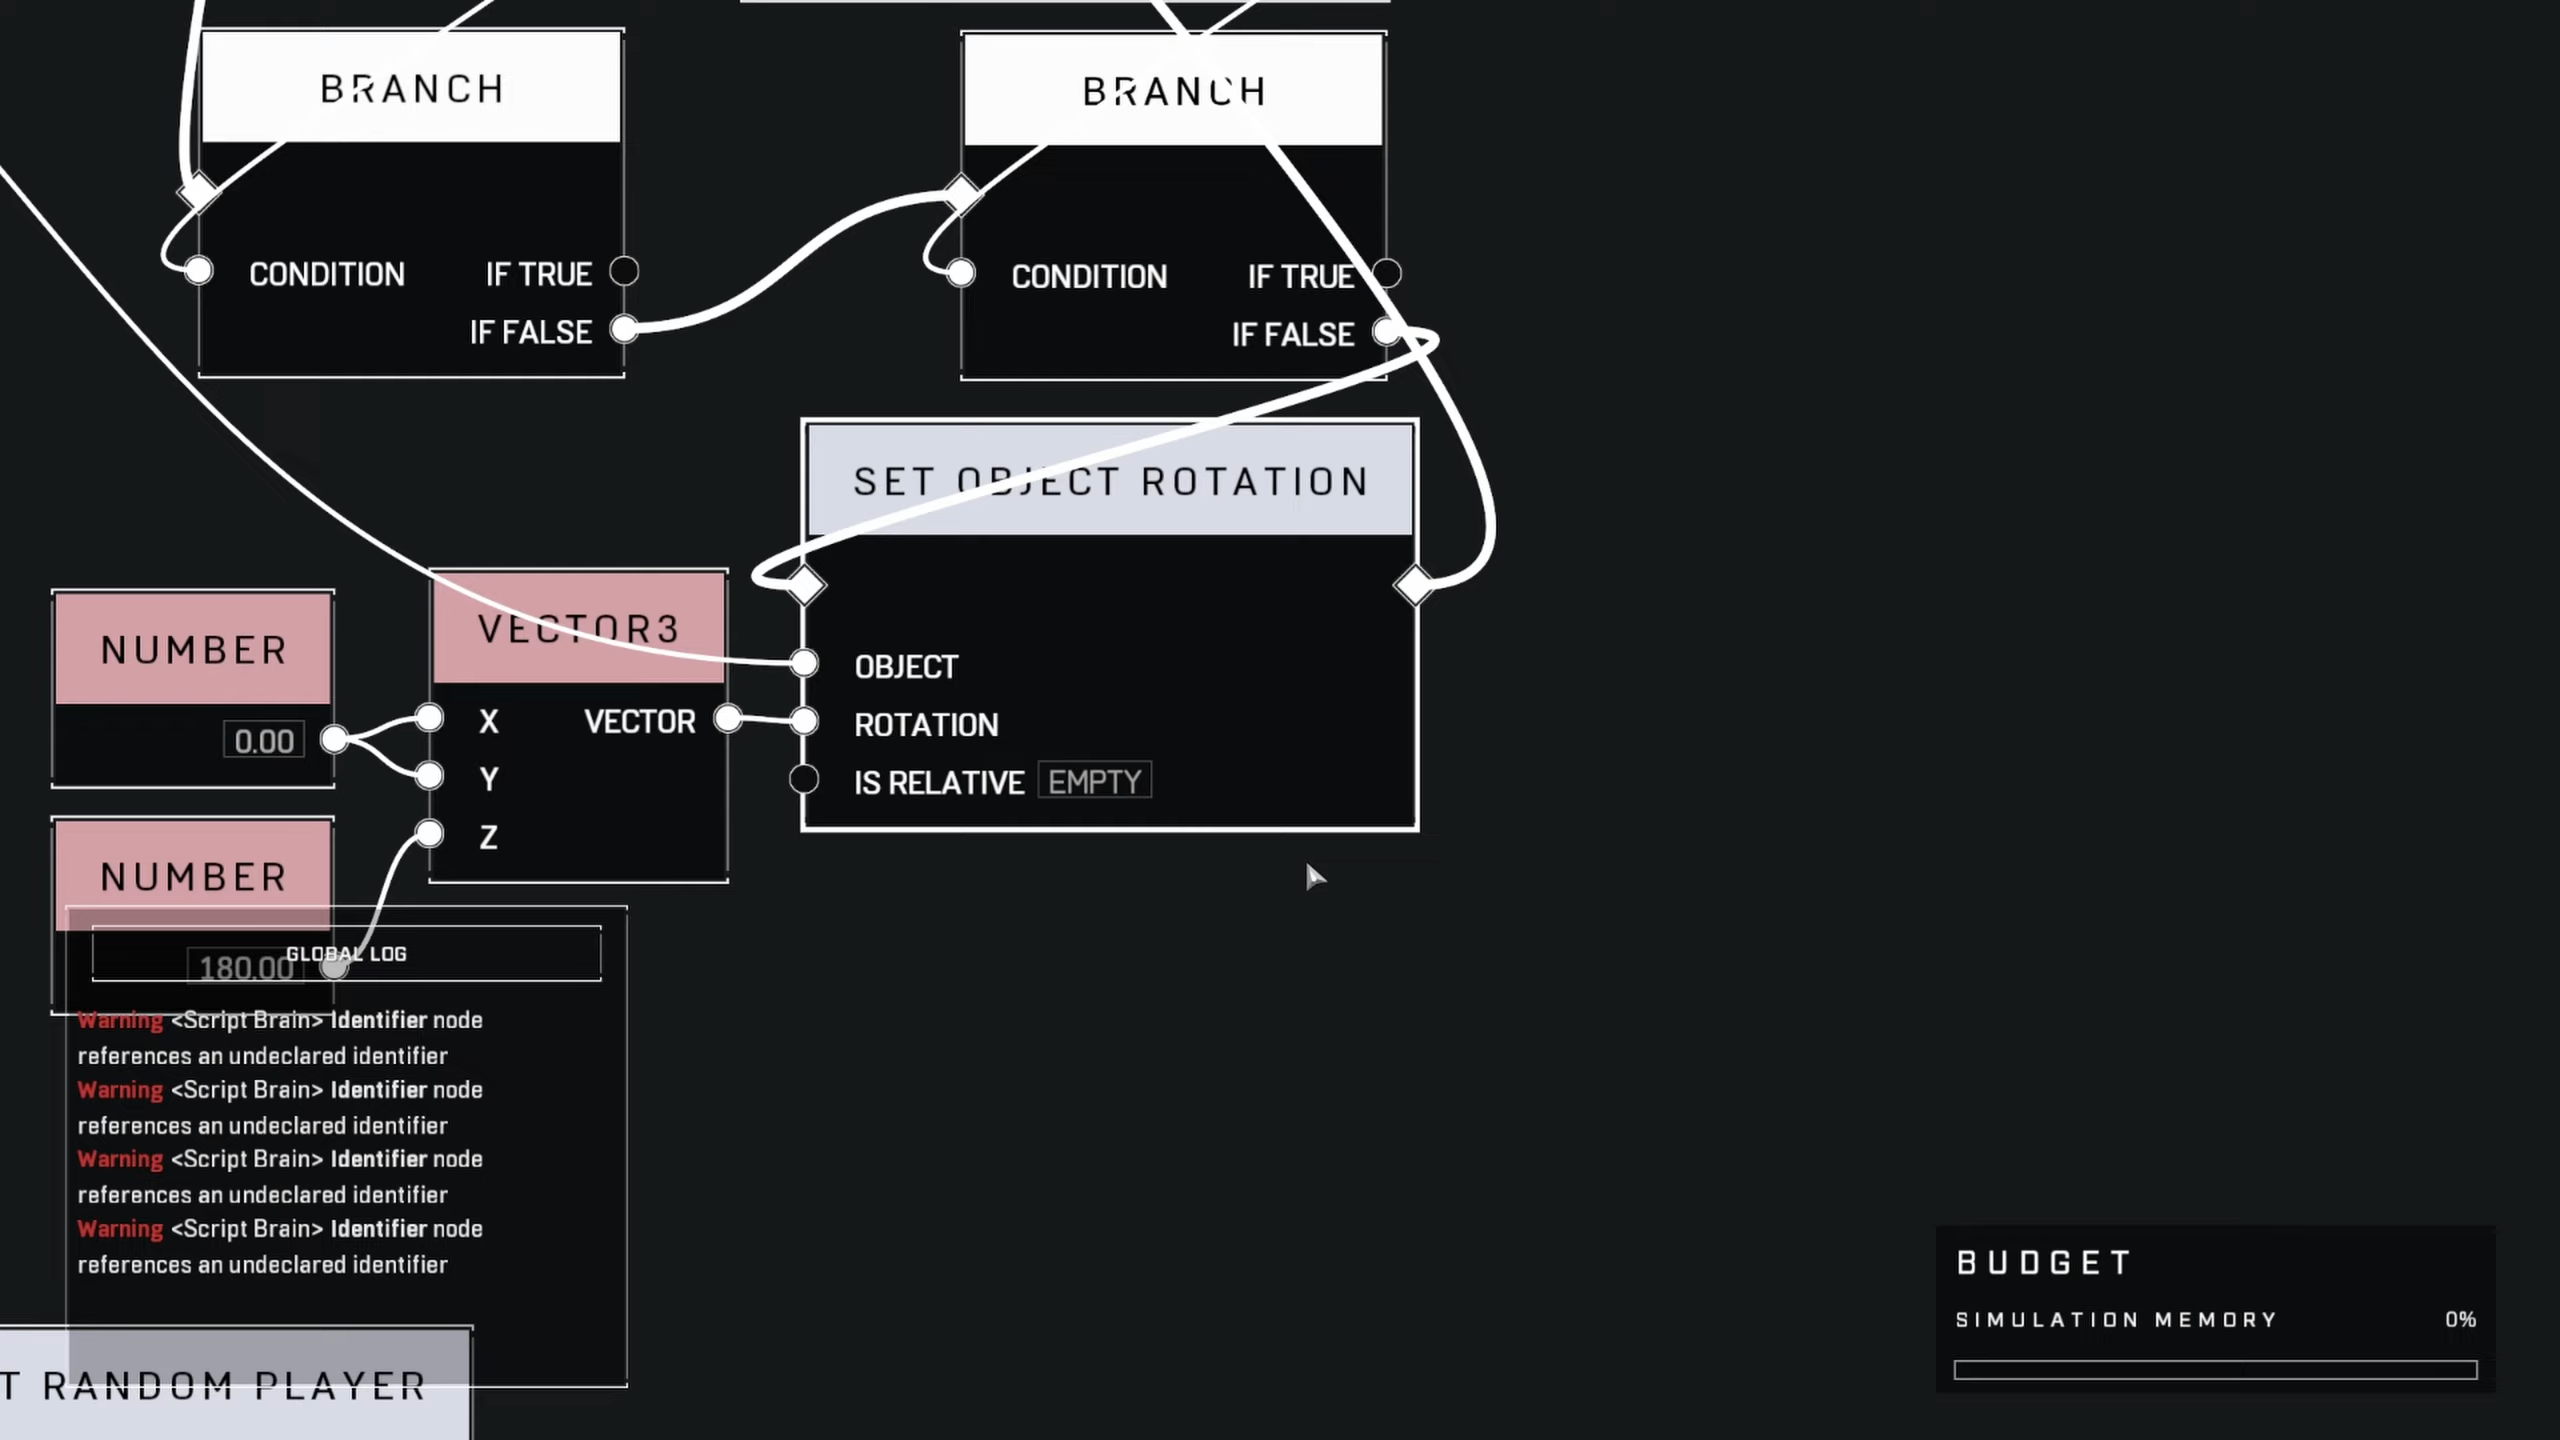 BRANCH
CONDITION IF TRUE
IF FALSE
BRANCH
CONDITION IF TRUE
IF FALSE
SET OBJECT ROTATION
OBJECT
ROTATION
IS RELATIVE EMPTY
VECTOR3
X VECTOR
Y
Z
NUMBER
0.00
NUMBER
180.00
GLOBAL LOG
Warning <Script Brain> Identifier node
references an undeclared identifier
Warning <Script Brain> Identifier node
references an undeclared identifier
Warning <Script Brain> Identifier node
references an undeclared identifier
Warning <Script Brain> Identifier node
references an undeclared identifier
T RANDOM PLAYER
BUDGET
SIMULATION MEMORY 0%